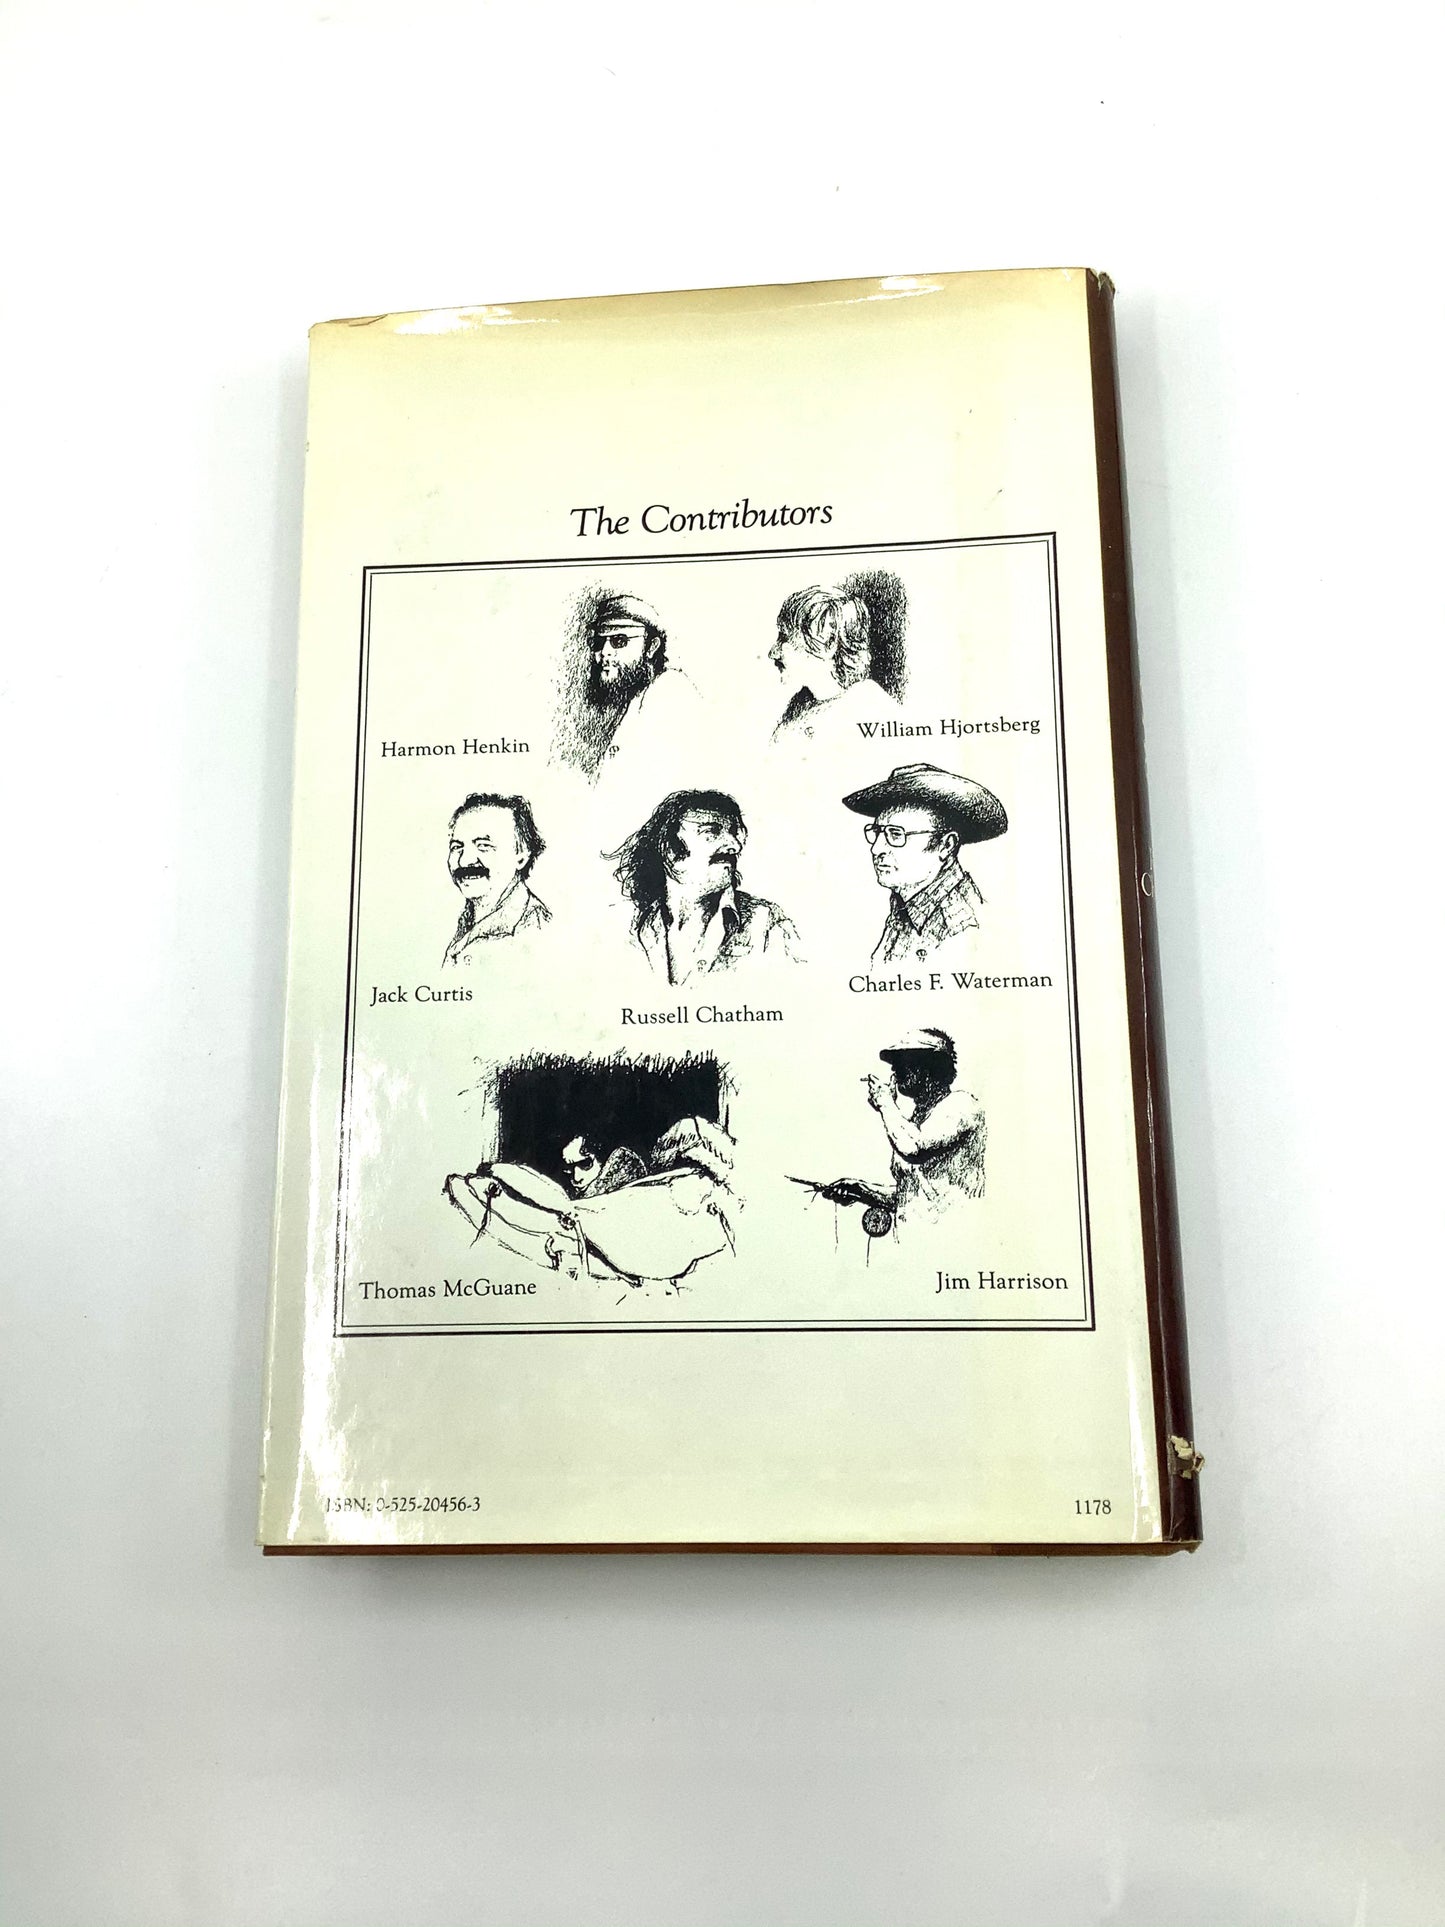 The Contributors
Harmon Henkin
William Hjortsberg
Jack Curtis
Russell Chatham
Charles F. Waterman
Thomas McGuane
Jim Harrison
ISBN: 0-525-20456-3
1178